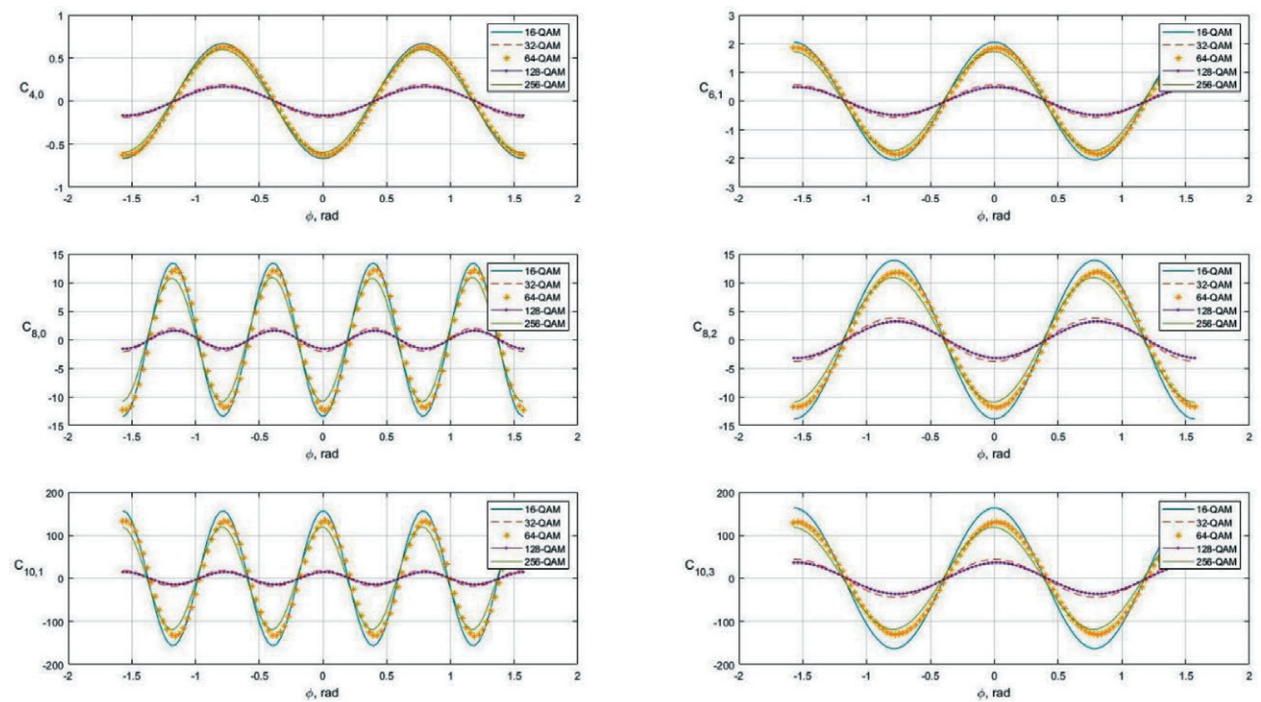 1
0.5
0
-0.5
-1
C4,0
-2 -1.5 -1 -0.5 0 0.5 1 1.5 2
ϕ, rad
16-QAM
32-QAM
64-QAM
128-QAM
256-QAM
3
2
1
0
-1
-2
-3
C6,1
-2 -1.5 -1 -0.5 0 0.5 1 1.5 2
ϕ, rad
16-QAM
32-QAM
64-QAM
128-QAM
256-QAM
15
10
5
0
-5
-10
-15
C8,0
-2 -1.5 -1 -0.5 0 0.5 1 1.5 2
ϕ, rad
16-QAM
32-QAM
64-QAM
128-QAM
256-QAM
15
10
5
0
-5
-10
-15
C8,2
-2 -1.5 -1 -0.5 0 0.5 1 1.5 2
ϕ, rad
16-QAM
32-QAM
64-QAM
128-QAM
256-QAM
200
100
0
-100
-200
C10,1
-2 -1.5 -1 -0.5 0 0.5 1 1.5 2
ϕ, rad
16-QAM
32-QAM
64-QAM
128-QAM
256-QAM
200
100
0
-100
-200
C10,3
-2 -1.5 -1 -0.5 0 0.5 1 1.5 2
ϕ, rad
16-QAM
32-QAM
64-QAM
128-QAM
256-QAM